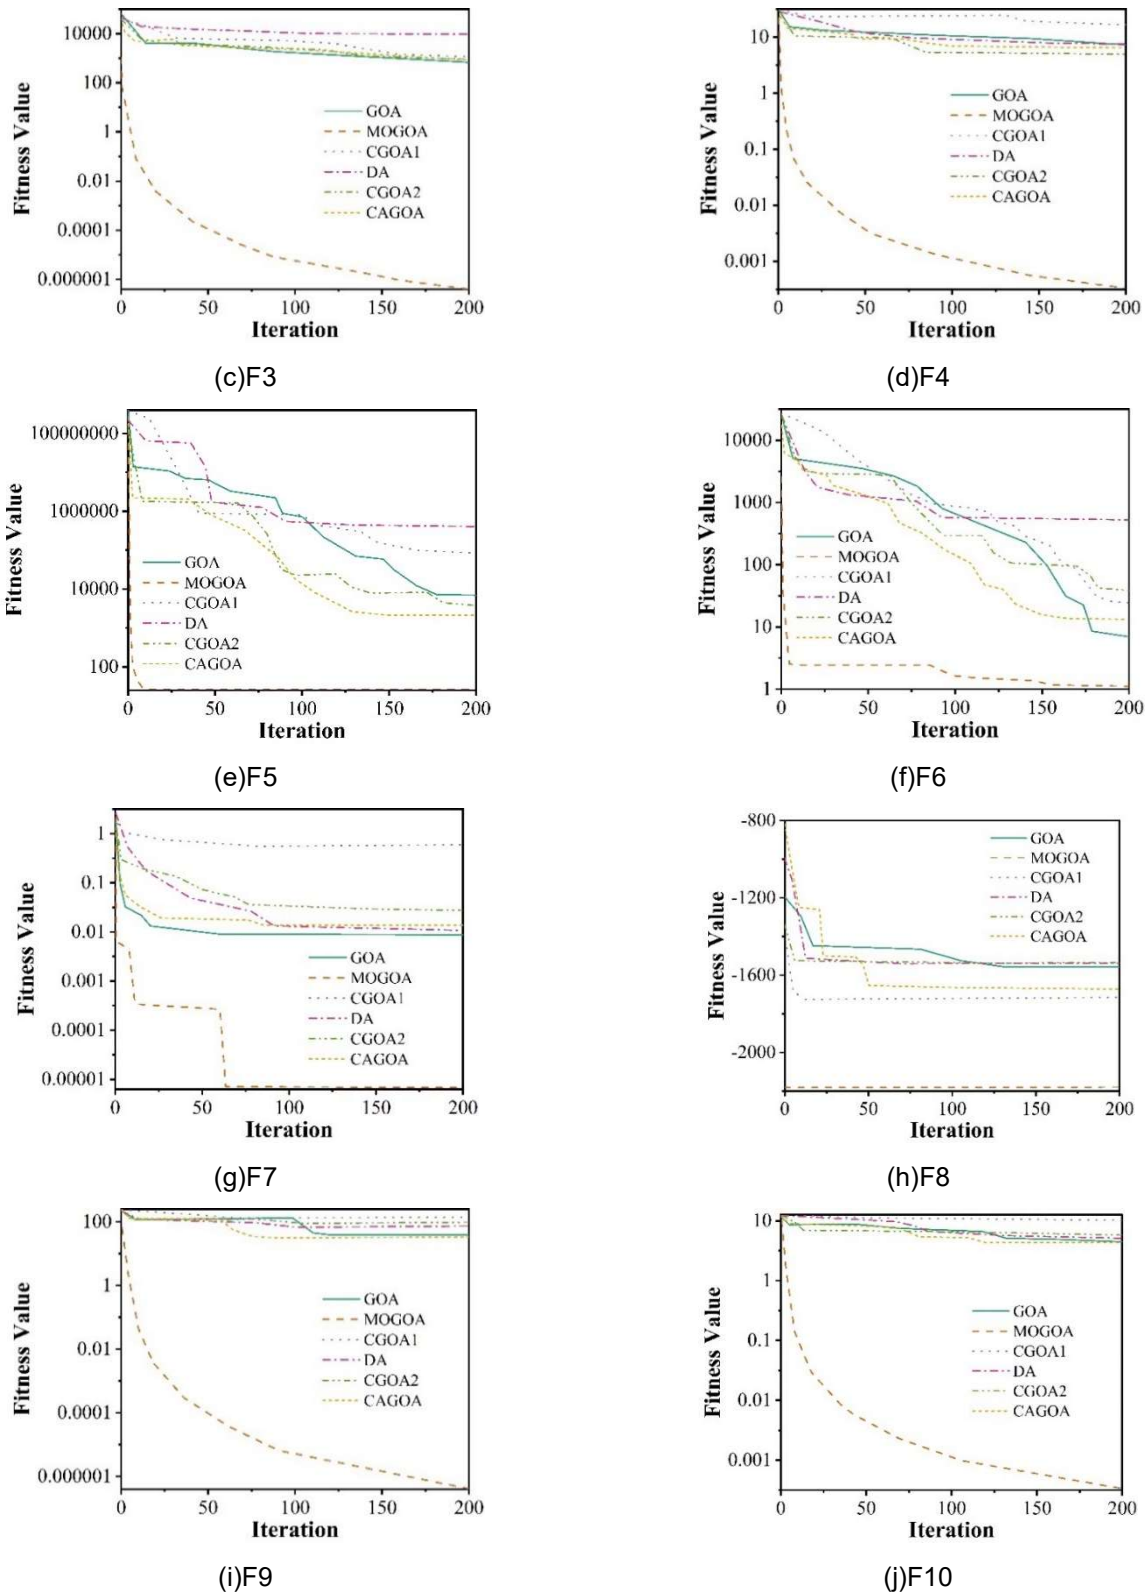 10000
100
1
0.01
0.0001
0.000001
Fitness Value
GOA
MOGOA
CGOA1
DA
CGOA2
CAGOA
0 50 100 150 200
Iteration
(c)F3
10
1
0.1
0.01
0.001
Fitness Value
GOA
MOGOA
CGOA1
DA
CGOA2
CAGOA
0 50 100 150 200
Iteration
(d)F4
100000000
1000000
10000
100
Fitness Value
GOA
MOGOA
CGOA1
DA
CGOA2
CAGOA
0 50 100 150 200
Iteration
(e)F5
10000
1000
100
10
1
Fitness Value
GOA
MOGOA
CGOA1
DA
CGOA2
CAGOA
0 50 100 150 200
Iteration
(f)F6
1
0.1
0.01
0.001
0.0001
0.00001
Fitness Value
GOA
MOGOA
CGOA1
DA
CGOA2
CAGOA
0 50 100 150 200
Iteration
(g)F7
-800
-1200
-1600
-2000
Fitness Value
GOA
MOGOA
CGOA1
DA
CGOA2
CAGOA
0 50 100 150 200
Iteration
(h)F8
100
1
0.01
0.0001
0.000001
Fitness Value
GOA
MOGOA
CGOA1
DA
CGOA2
CAGOA
0 50 100 150 200
Iteration
(i)F9
10
1
0.1
0.01
0.001
Fitness Value
GOA
MOGOA
CGOA1
DA
CGOA2
CAGOA
0 50 100 150 200
Iteration
(j)F10